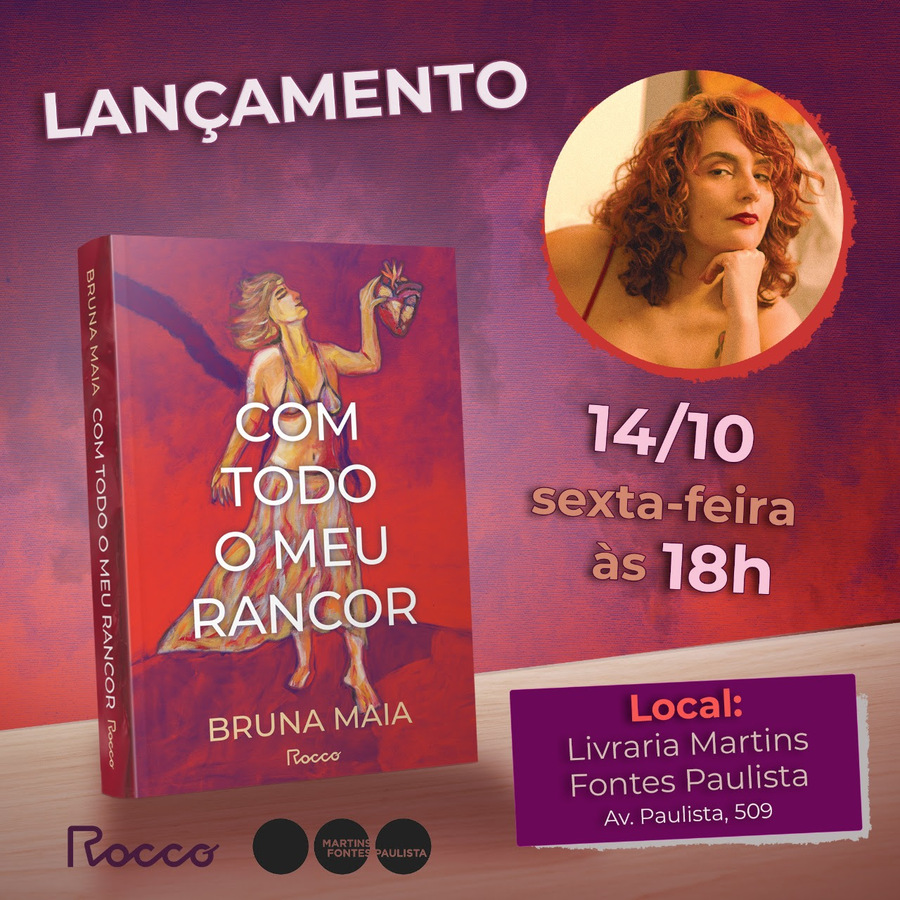 LANÇAMENTO
BRUNA MAIA COM TODO O MEU RANCOR Rocco
COM
TODO
O MEU
RANCOR
BRUNA MAIA
Rocco
14/10
sexta-feira
às 18h
Local:
Livraria Martins
Fontes Paulista
Av. Paulista, 509
Rocco
MARTINS
FONTES PAULISTA